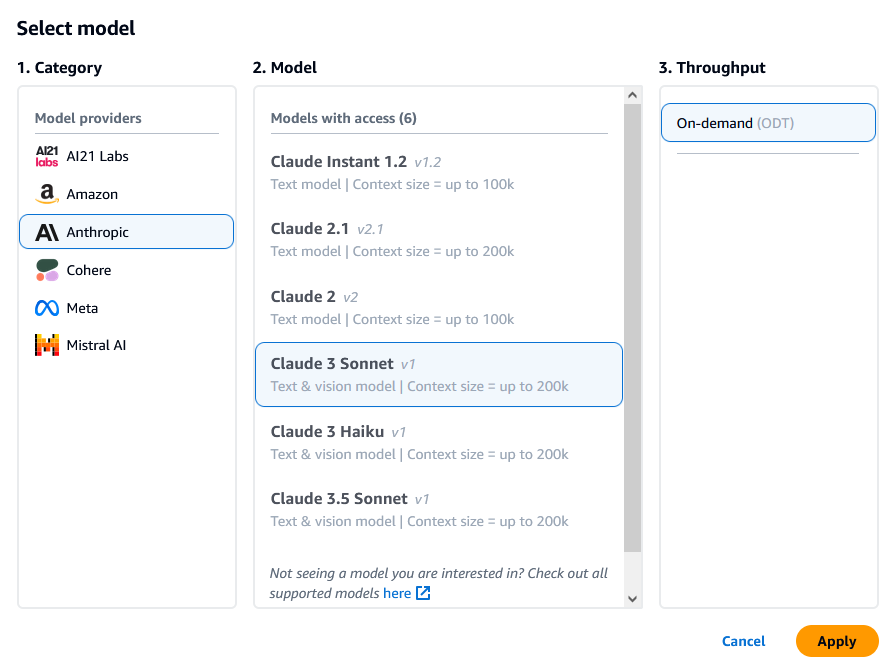 Select model
1. Category
Model providers
AI21 labs AI21 Labs
a Amazon
A\ Anthropic
Cohere
Meta
Mistral AI
2. Model
Models with access (6)
Claude Instant 1.2 v1.2
Text model | Context size = up to 100k
Claude 2.1 v2.1
Text model | Context size = up to 200k
Claude 2 v2
Text model | Context size = up to 100k
Claude 3 Sonnet v1
Text & vision model | Context size = up to 200k
Claude 3 Haiku v1
Text & vision model | Context size = up to 200k
Claude 3.5 Sonnet v1
Text & vision model | Context size = up to 200k
Not seeing a model you are interested in? Check out all
supported models here
3. Throughput
On-demand (ODT)
Cancel
Apply